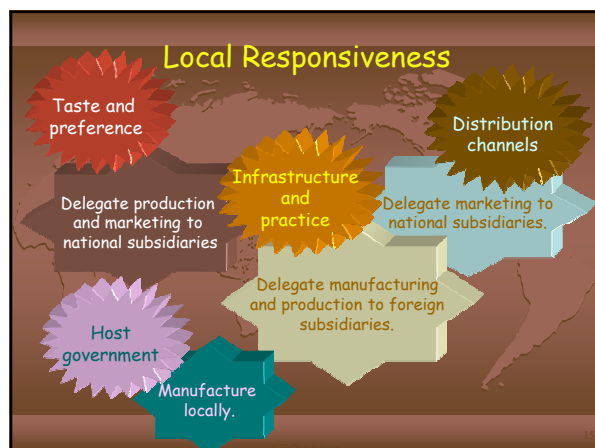 Local Responsiveness
Taste and
preference
Delegate production
and marketing to
national subsidiaries
Infrastructure
and
practice
Delegate manufacturing
and production to foreign
subsidiaries.
Distribution
channels
Delegate marketing to
national subsidiaries.
Host
government
Manufacture
locally.